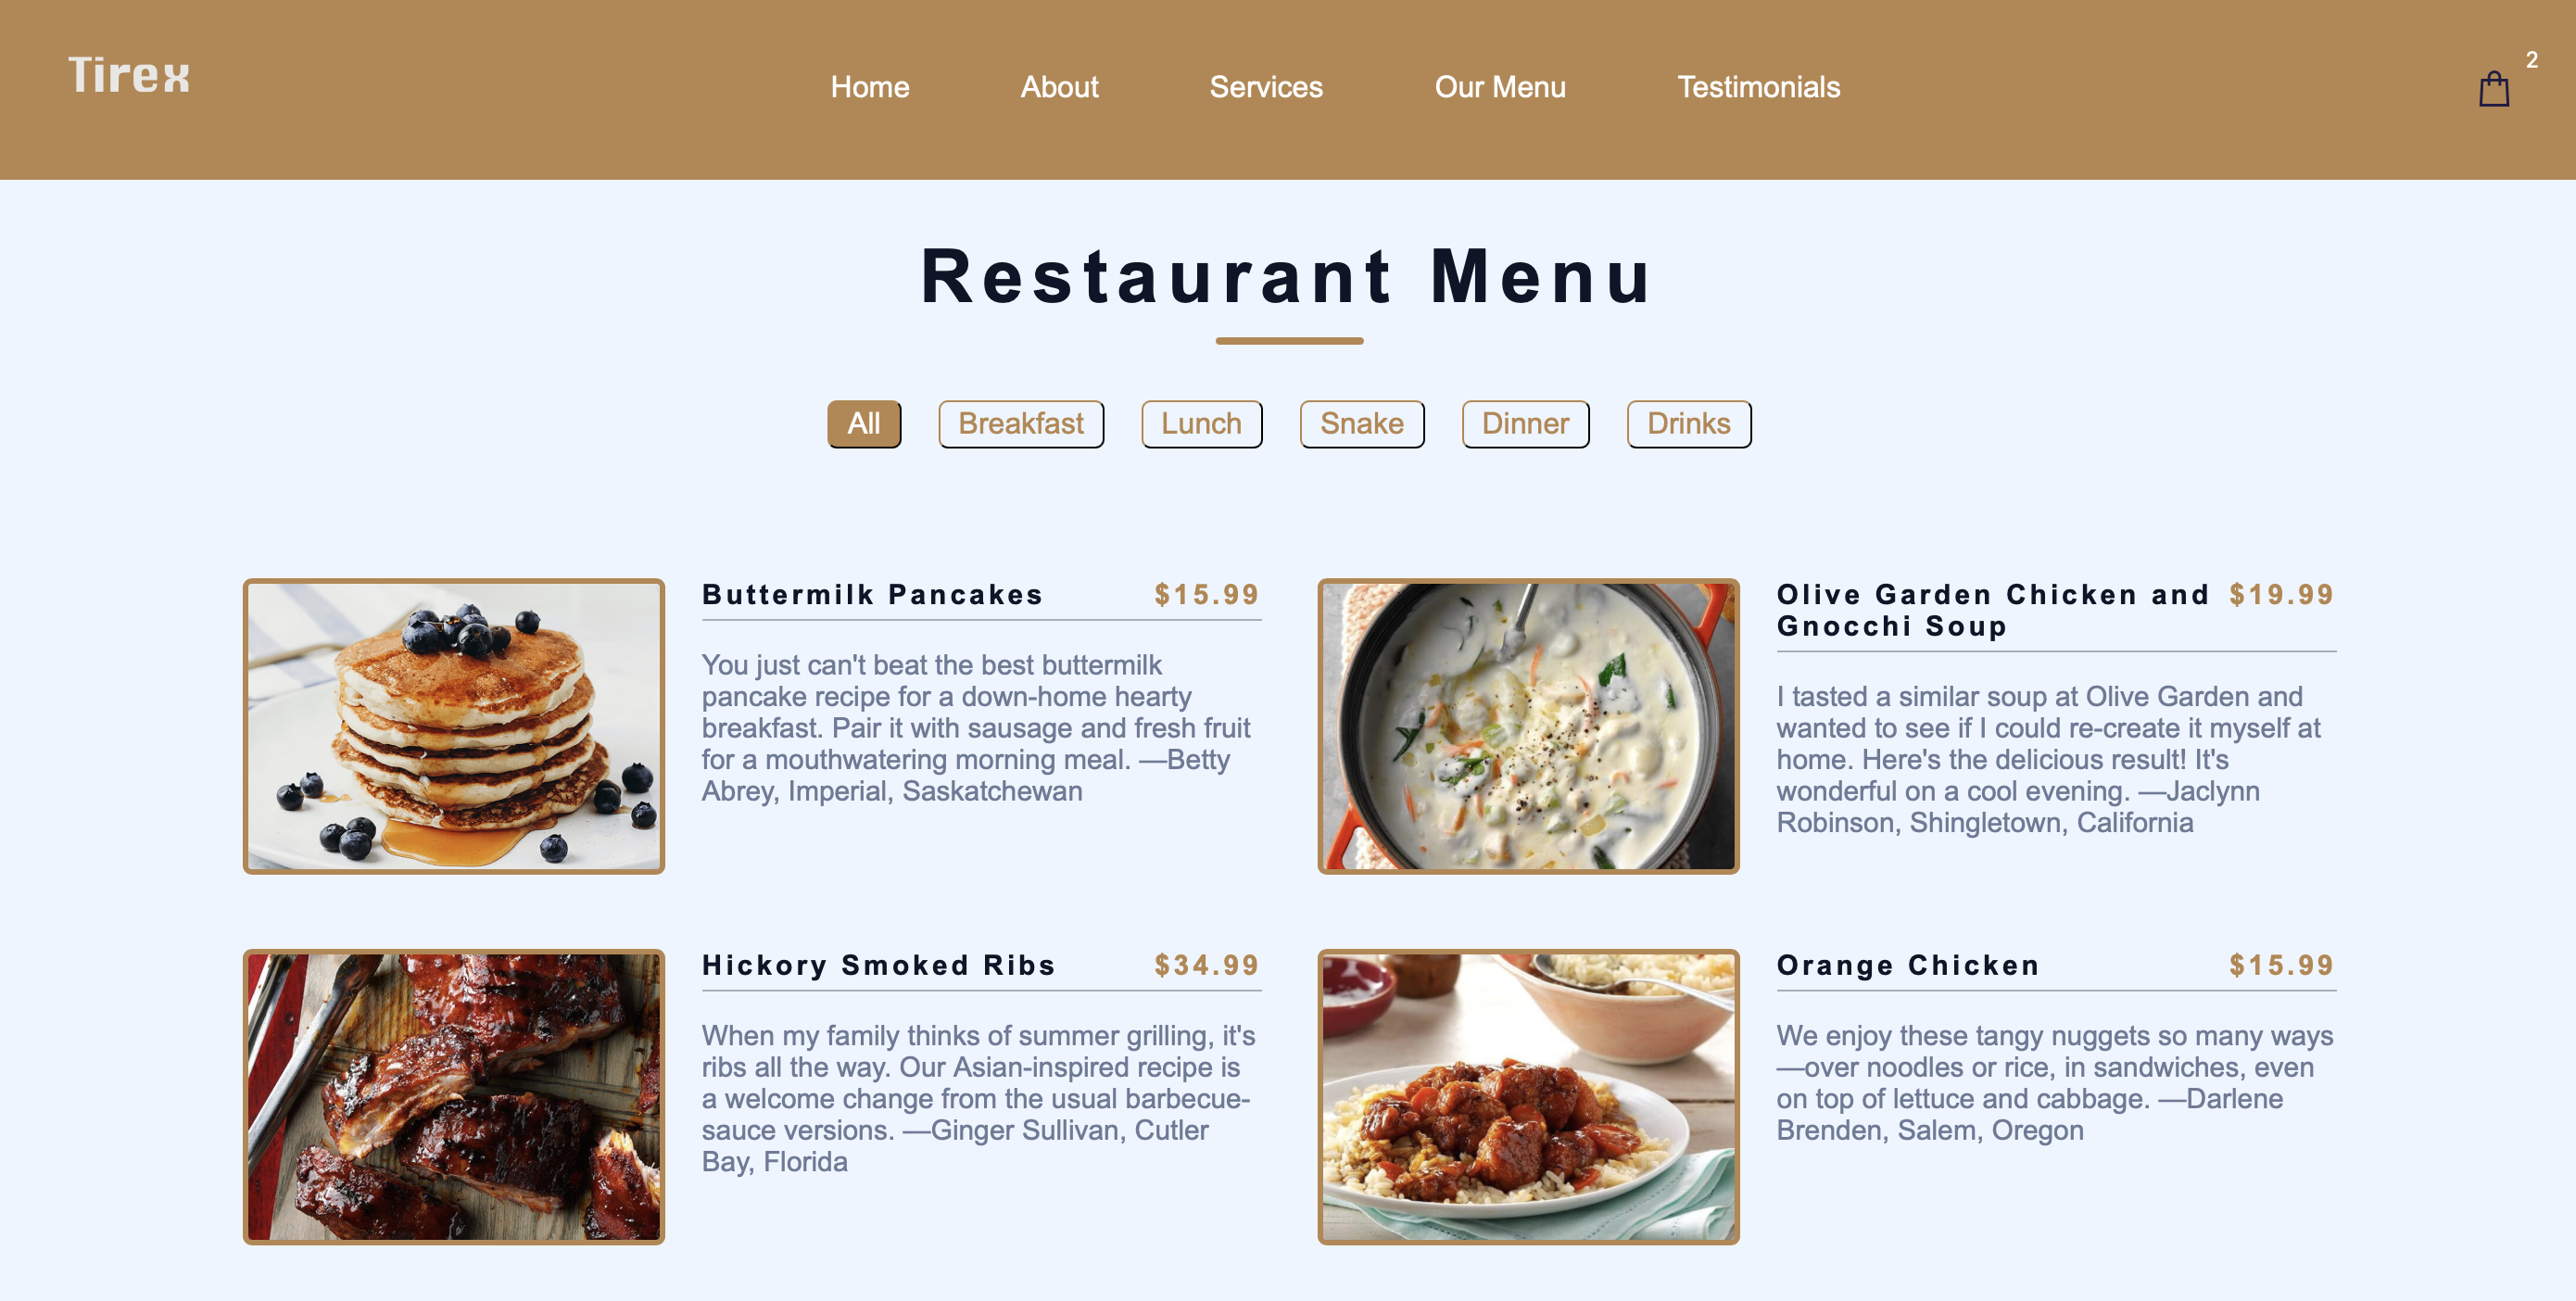 Tirex
Home
About
Services
Our Menu
Testimonials
2
Restaurant Menu
All
Breakfast
Lunch
Snake
Dinner
Drinks
Buttermilk Pancakes
$15.99
You just can't beat the best buttermilk
pancake recipe for a down-home hearty
breakfast. Pair it with sausage and fresh fruit
for a mouthwatering morning meal. —Betty
Abrey, Imperial, Saskatchewan
Olive Garden Chicken and
Gnocchi Soup
$19.99
I tasted a similar soup at Olive Garden and
wanted to see if I could re-create it myself at
home. Here's the delicious result! It's
wonderful on a cool evening. —Jaclynn
Robinson, Shingletown, California
Hickory Smoked Ribs
$34.99
When my family thinks of summer grilling, it's
ribs all the way. Our Asian-inspired recipe is
a welcome change from the usual barbecue-
sauce versions. —Ginger Sullivan, Cutler
Bay, Florida
Orange Chicken
$15.99
We enjoy these tangy nuggets so many ways
—over noodles or rice, in sandwiches, even
on top of lettuce and cabbage. —Darlene
Brenden, Salem, Oregon